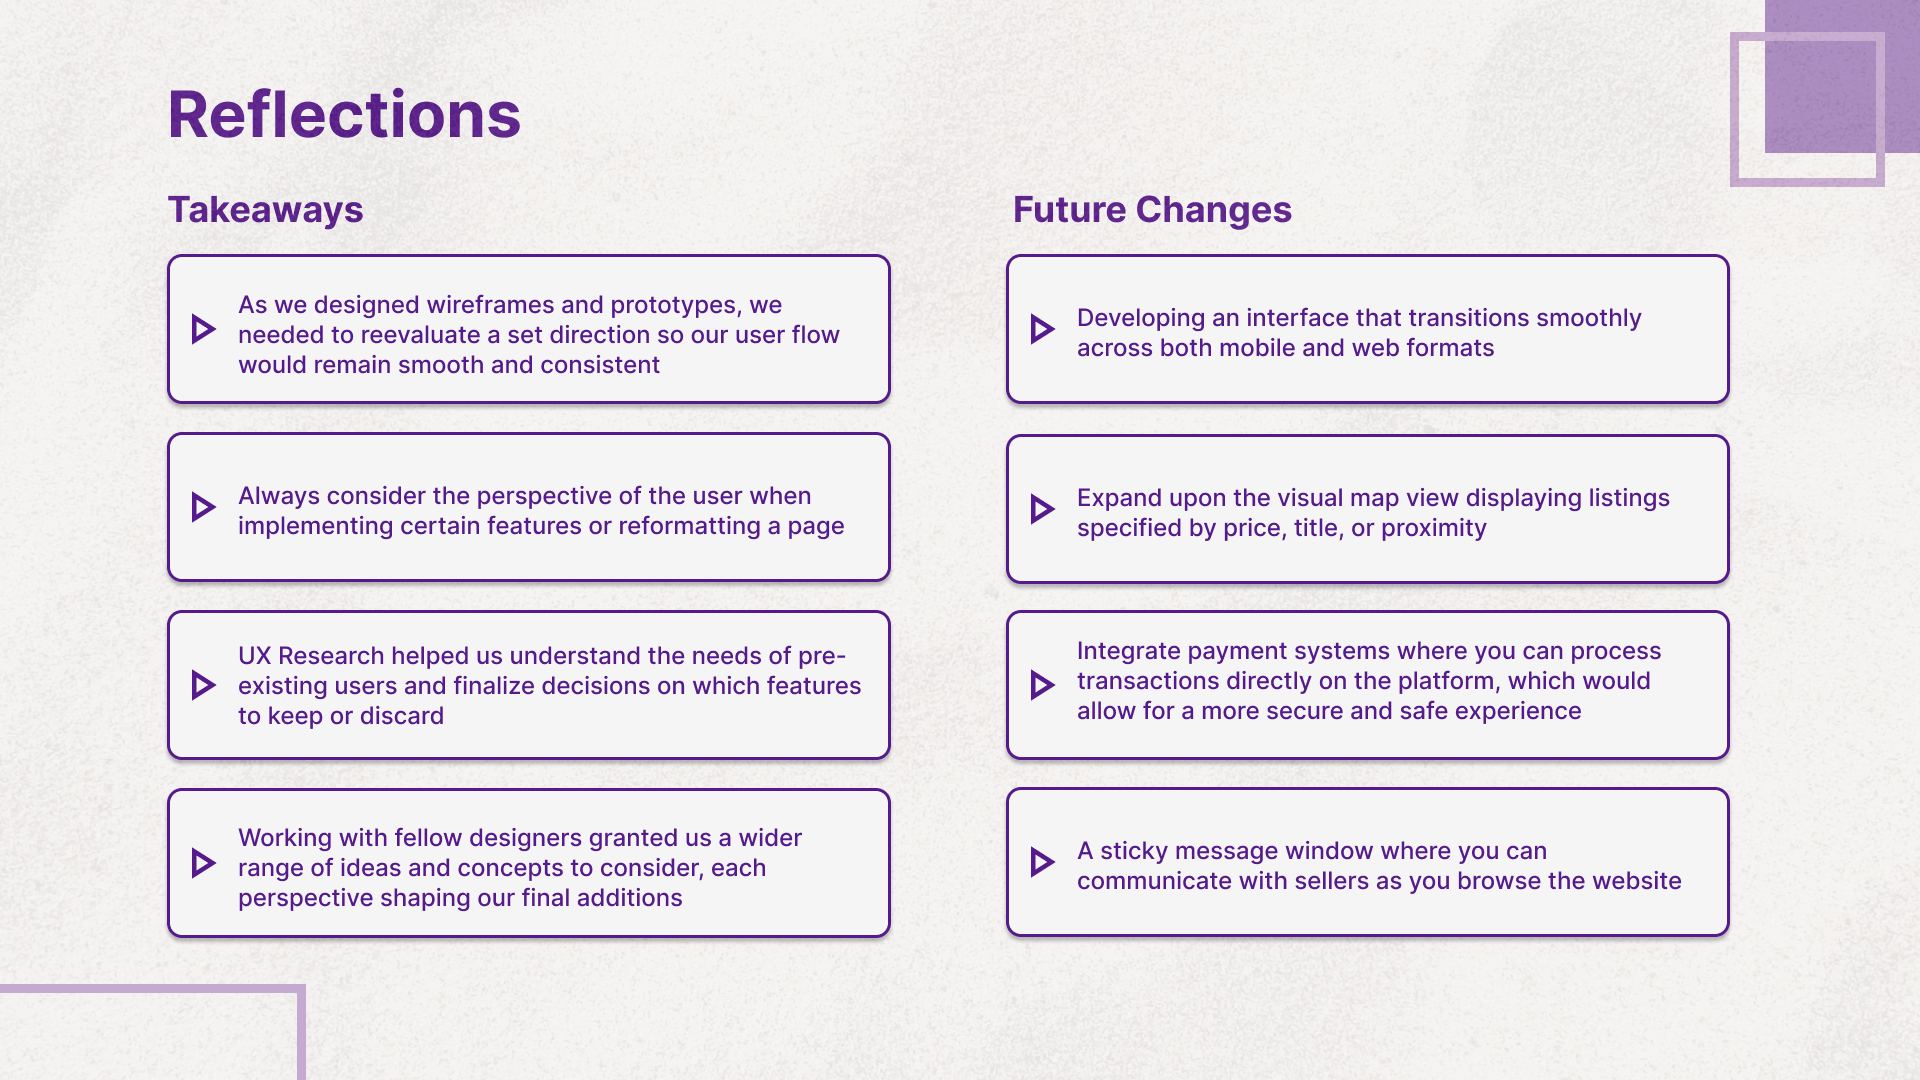 Reflections
Takeaways
As we designed wireframes and prototypes, we
needed to reevaluate a set direction so our user flow
would remain smooth and consistent
Always consider the perspective of the user when
implementing certain features or reformatting a page
UX Research helped us understand the needs of pre-
existing users and finalize decisions on which features
to keep or discard
Working with fellow designers granted us a wider
range of ideas and concepts to consider, each
perspective shaping our final additions
Future Changes
Developing an interface that transitions smoothly
across both mobile and web formats
Expand upon the visual map view displaying listings
specified by price, title, or proximity
Integrate payment systems where you can process
transactions directly on the platform, which would
allow for a more secure and safe experience
A sticky message window where you can
communicate with sellers as you browse the website